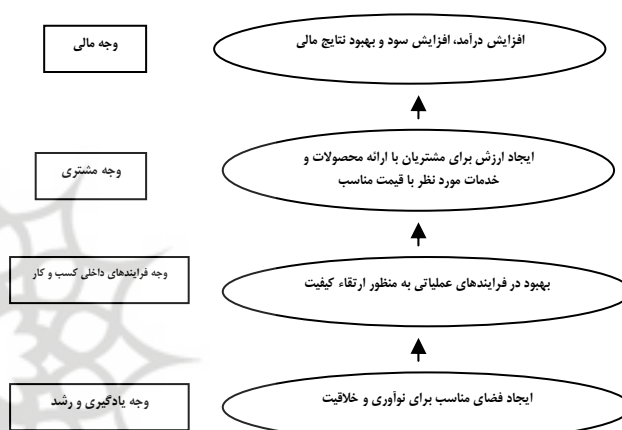 افزایش درآمد، افزایش سود و بهبود نتایج مالی
وجه مالی
ایجاد ارزش برای مشتریان با ارائه محصولات و
خدمات مورد نظر با قیمت مناسب
وجه مشتری
بهبود در فرایندهای عملیاتی به منظور ارتقاء کیفیت
وجه فرایندهای داخلی کسب و کار
ایجاد فضای مناسب برای نوآوری و خلاقیت
وجه یادگیری و رشد